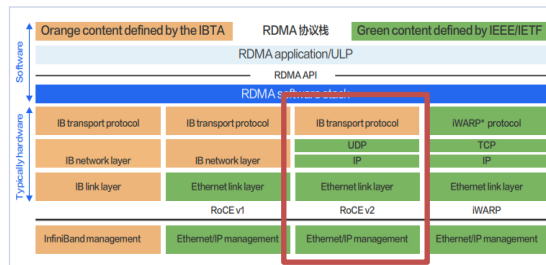 Orange content defined by the IBTA RDMA 协议栈 Green content defined by IEEE/IETF
RDMA application/ULP
RDMA API
RDMA software stack
Software
Typically hardware
IB transport protocol IB transport protocol IB transport protocol iWARP* protocol
UDP TCP
IB network layer IB network layer IP IP
IB link layer Ethernet link layer Ethernet link layer Ethernet link layer
RoCE v1 RoCE v2 iWARP
InfiniBand management Ethernet/IP management Ethernet/IP management Ethernet/IP management